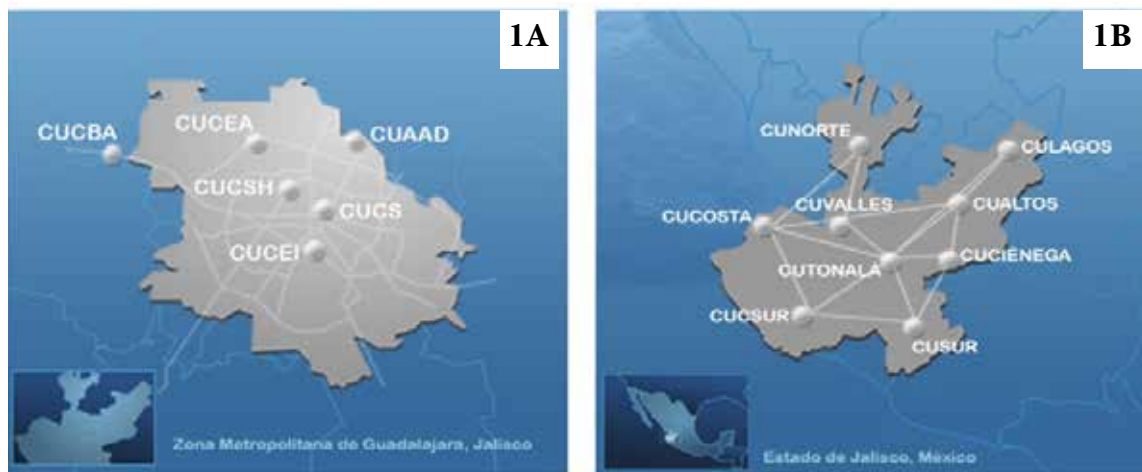 1A
CUCEA
CUAAD
CUCBA
CUCSH
CUCS
CUCEI
Zona Metropolitana de Guadalajara, Jalisco
1B
CUNORTE
CULAGOS
CUVALLES
CUALTOS
CUCOSTA
CUTONALA
CUCIENEGA
CUCSUR
CUSUR
Estado de Jalisco, México